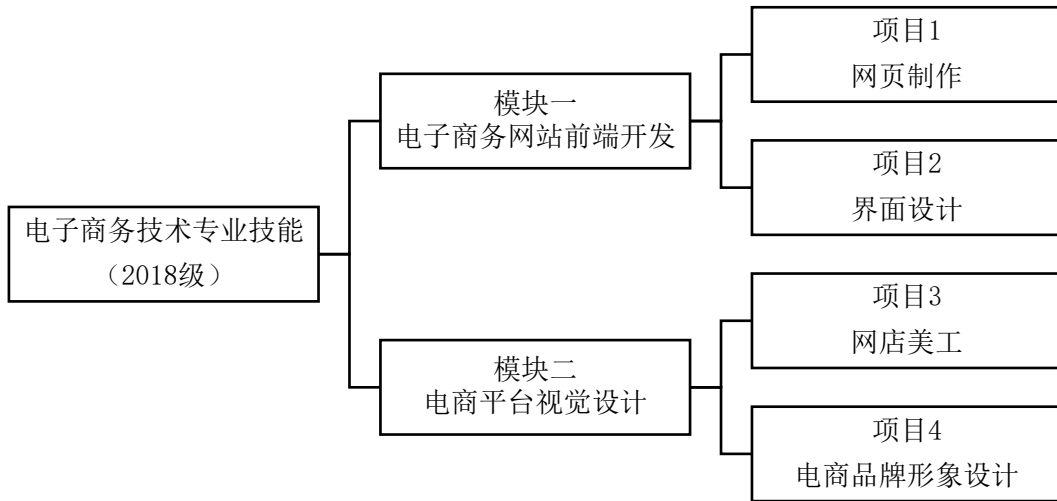 电子商务技术专业技能
（2018级）
模块一
电子商务网站前端开发
项目1
网页制作
项目2
界面设计
模块二
电商平台视觉设计
项目3
网店美工
项目4
电商品牌形象设计